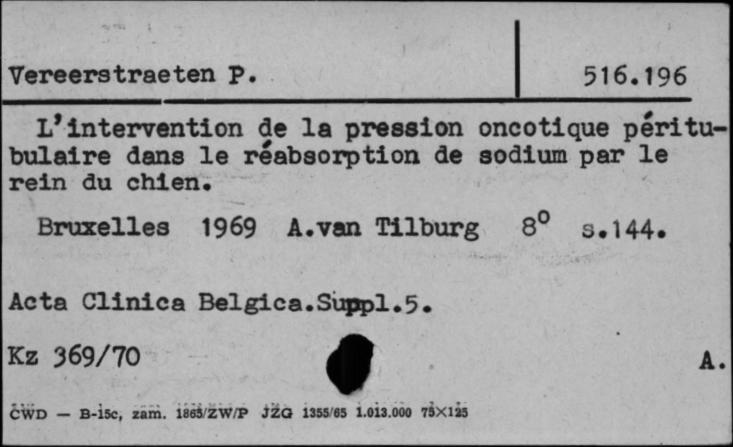 Vereerstraeten P.
516.196
L'intervention de la pression oncotique péritu-
bulaire dans le réabsorption de sodium par le
rein du chien.
Bruxelles 1969 A.van Tilburg 8° s.144.
Acta Clinica Belgica.Suppl.5.
Kz 369/70
A.
ĆWD — B-15c, zam. 1865/ZW/P JZG 1355/65 1.013.000 75×125